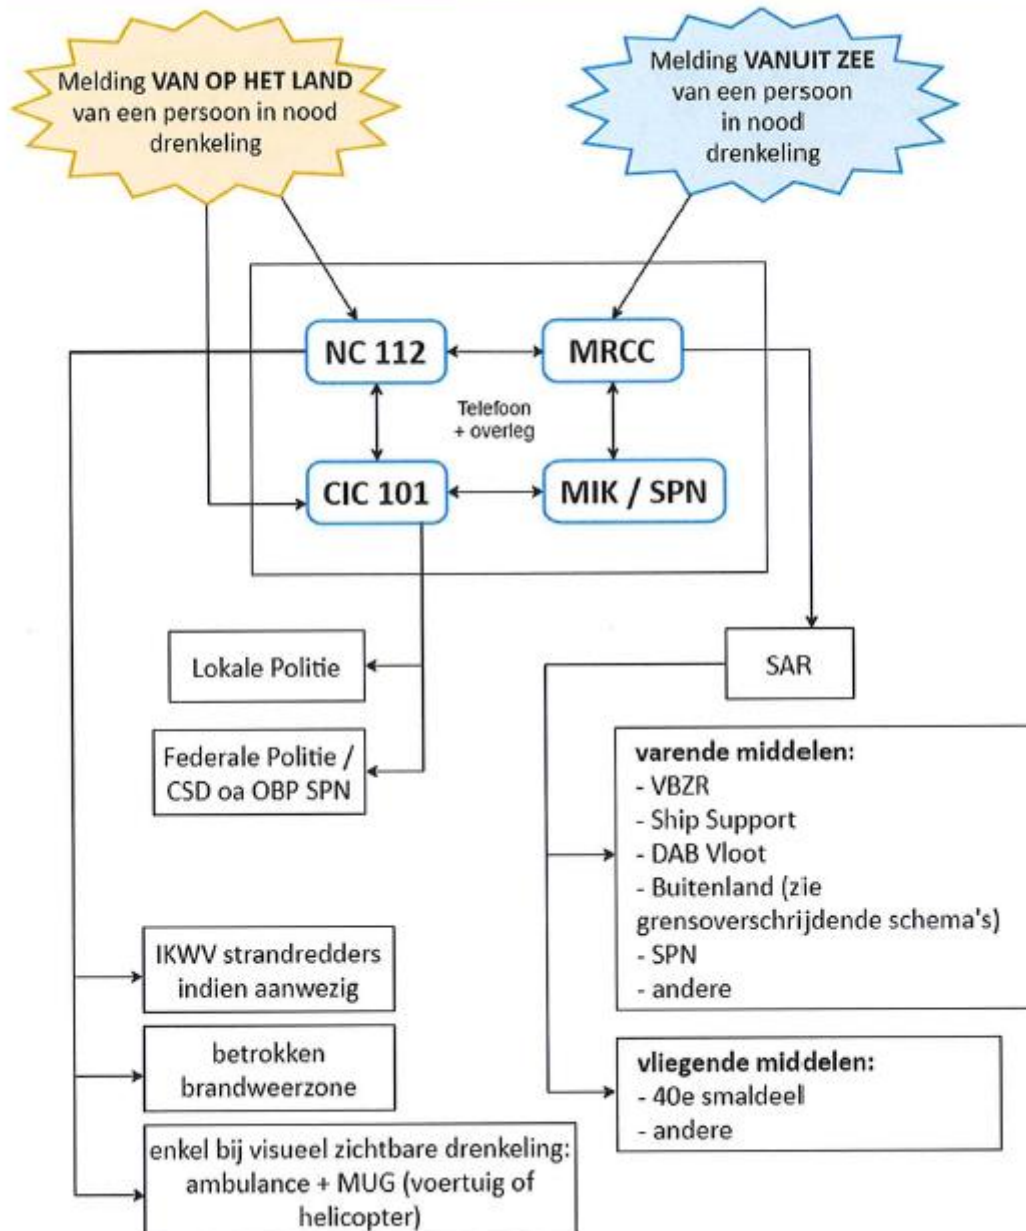 Melding VAN OP HET LAND
van een persoon in nood
drenkeling
Melding VANUIT ZEE
van een persoon
in nood
drenkeling
NC 112
MRCC
Telefoon
+ overleg
CIC 101
MIK / SPN
Lokale Politie
SAR
Federale Politie /
CSD oa OBP SPN
varende middelen:
- VBZR
- Ship Support
- DAB Vloot
- Buitenland (zie
grensoverschrijdende schema's)
- SPN
- andere
IKWV strandredders
indien aanwezig
betrokken
brandweerzone
vliegende middelen:
- 40e smaldeel
- andere
enkel bij visueel zichtbare drenkeling:
ambulance + MUG (voertuig of
helicopter)